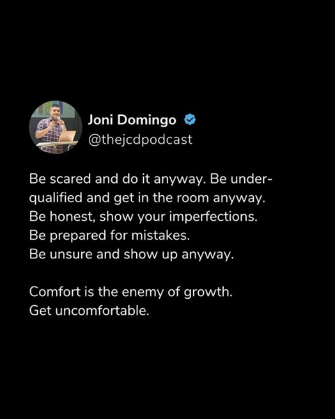 Joni Domingo
@thejcdpodcast
Be scared and do it anyway. Be under-
qualified and get in the room anyway.
Be honest, show your imperfections.
Be prepared for mistakes.
Be unsure and show up anyway.
Comfort is the enemy of growth.
Get uncomfortable.